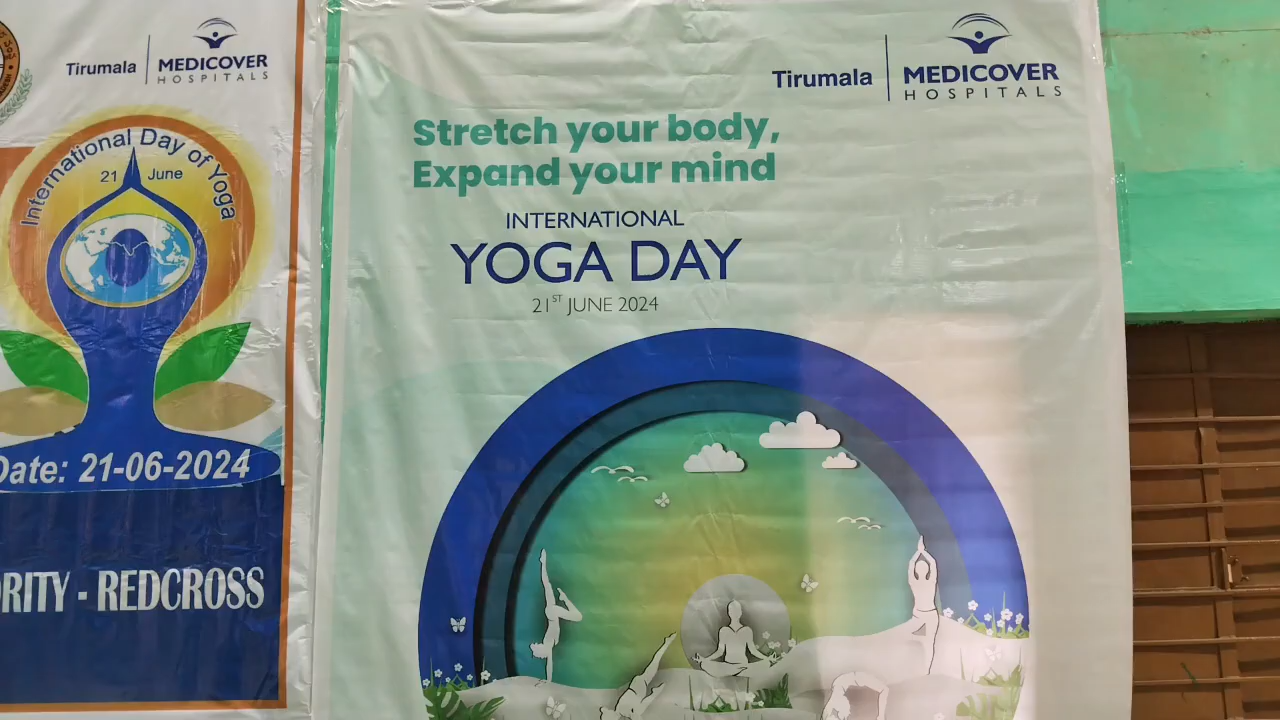 Tirumala
MEDICOVER
HOSPITALS
International Day of Yoga
21 June
Date: 21-06-2024
RITY - REDCROSS
Tirumala
MEDICOVER
HOSPITALS
Stretch your body,
Expand your mind
INTERNATIONAL
YOGA DAY
21ST JUNE 2024